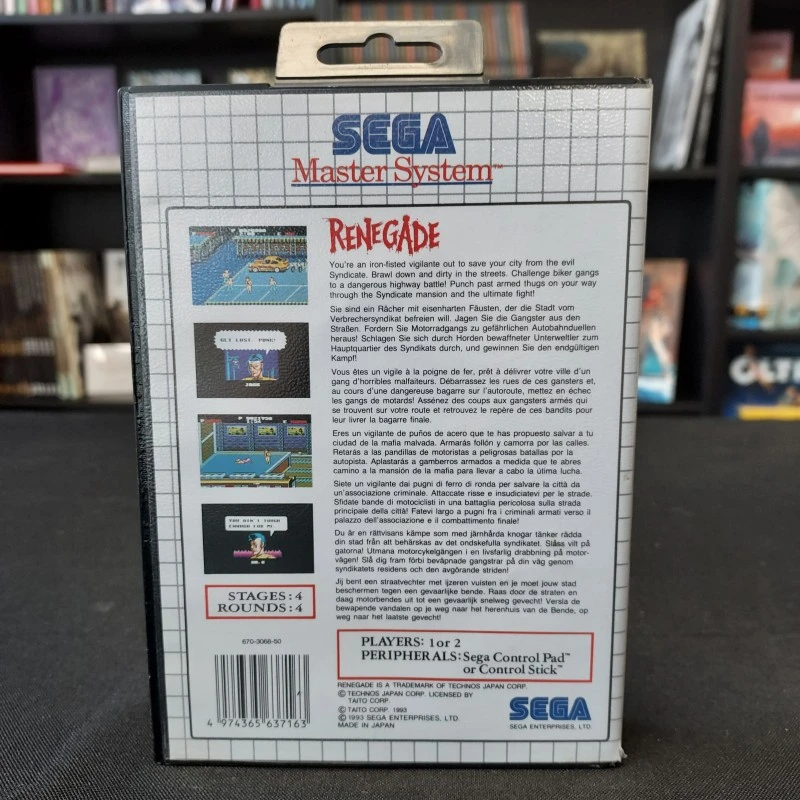 SEGA
Master System™
RENEGADE
You're an iron-fisted vigilante out to save your city from the evil
Syndicate. Brawl down and dirty in the streets. Challenge biker gangs
to a dangerous highway battle! Punch past armed thugs on your way
through the Syndicate mansion and the ultimate fight!
Sie sind ein Rächer mit eisenharten Fäusten, der die Stadt vom
Verbrechersyndikat befreien will. Jagen Sie die Gangster aus den
Straßen. Fordern Sie Motorradgangs zu gefährlichen Autobahnduellen
heraus! Schlagen Sie sich durch Horden bewaffneter Unterweltler zum
Hauptquartier des Syndikats durch, und gewinnen Sie den endgültigen
Kampf!
Vous êtes un vigile à la poigne de fer, prêt à délivrer votre ville d'un
gang d'horribles malfaiteurs. Débarrassez les rues de ces gansters et,
au cours d'une dangereuse bagarre sur l'autoroute, mettez en échec
les gangs de motards! Assénez des coups aux gangsters armés qui
se trouvent sur votre route et retrouvez le repère de ces bandits pour
leur livrer la bagarre finale.
Eres un vigilante de puños de acero que te has propuesto salvar a tu
ciudad de la mafia malvada. Armarás follón y camorra por las calles.
Retarás a las pandillas de motoristas a peligrosas batallas por la
autopista. Aplastarás a gamberros armados a medida que te abres
camino a la mansión de la mafia para llevar a cabo la útima lucha.
Siete un vigilante dai pugni di ferro di ronda per salvare la città da
un'associazione criminale. Attaccate risse e insudiciatevi per le strade.
Sfidate bande di motociclisti in una battaglia pericolosa sulla strada
principale della città! Fatevi largo a pugni fra i criminali armati verso il
palazzo dell'associazione e il combattimento finale!
Du är en rättvisans kämpe som med järnhårda knogar tänker rädda
din stad från att behärskas av det ondskefulla syndikatet. Slåss vilt på
gatorna! Utmana motorcykelgängen i en livsfarlig drabbning på motor-
vägen! Slå dig fram förbi beväpnade gangstrar på din väg genom
syndikatets residens och den avgörande striden!
Jij bent een straatvechter met ijzeren vuisten en je moet jouw stad
beschermen tegen een gevaarlijke bende. Raas door de straten en
daag motorbendes uit tot een gevaarlijk snelweg gevecht! Versla de
bewapende vandalen op je weg naar het herenhuis van de Bende, op
weg naar het laatste gevecht!
GET LOST, PUNK!
STAGES: 4
ROUNDS: 4
PLAYERS: 1 or 2
PERIPHERALS: Sega Control Pad™
or Control Stick™
670-3068-50
4 974365 637163
RENEGADE IS A TRADEMARK OF TECHNOS JAPAN CORP.
© TECHNOS JAPAN CORP. LICENSED BY
TAITO CORP.
© TAITO CORP. 1993
© 1993 SEGA ENTERPRISES, LTD.
MADE IN JAPAN
SEGA
SEGA ENTERPRISES, LTD.